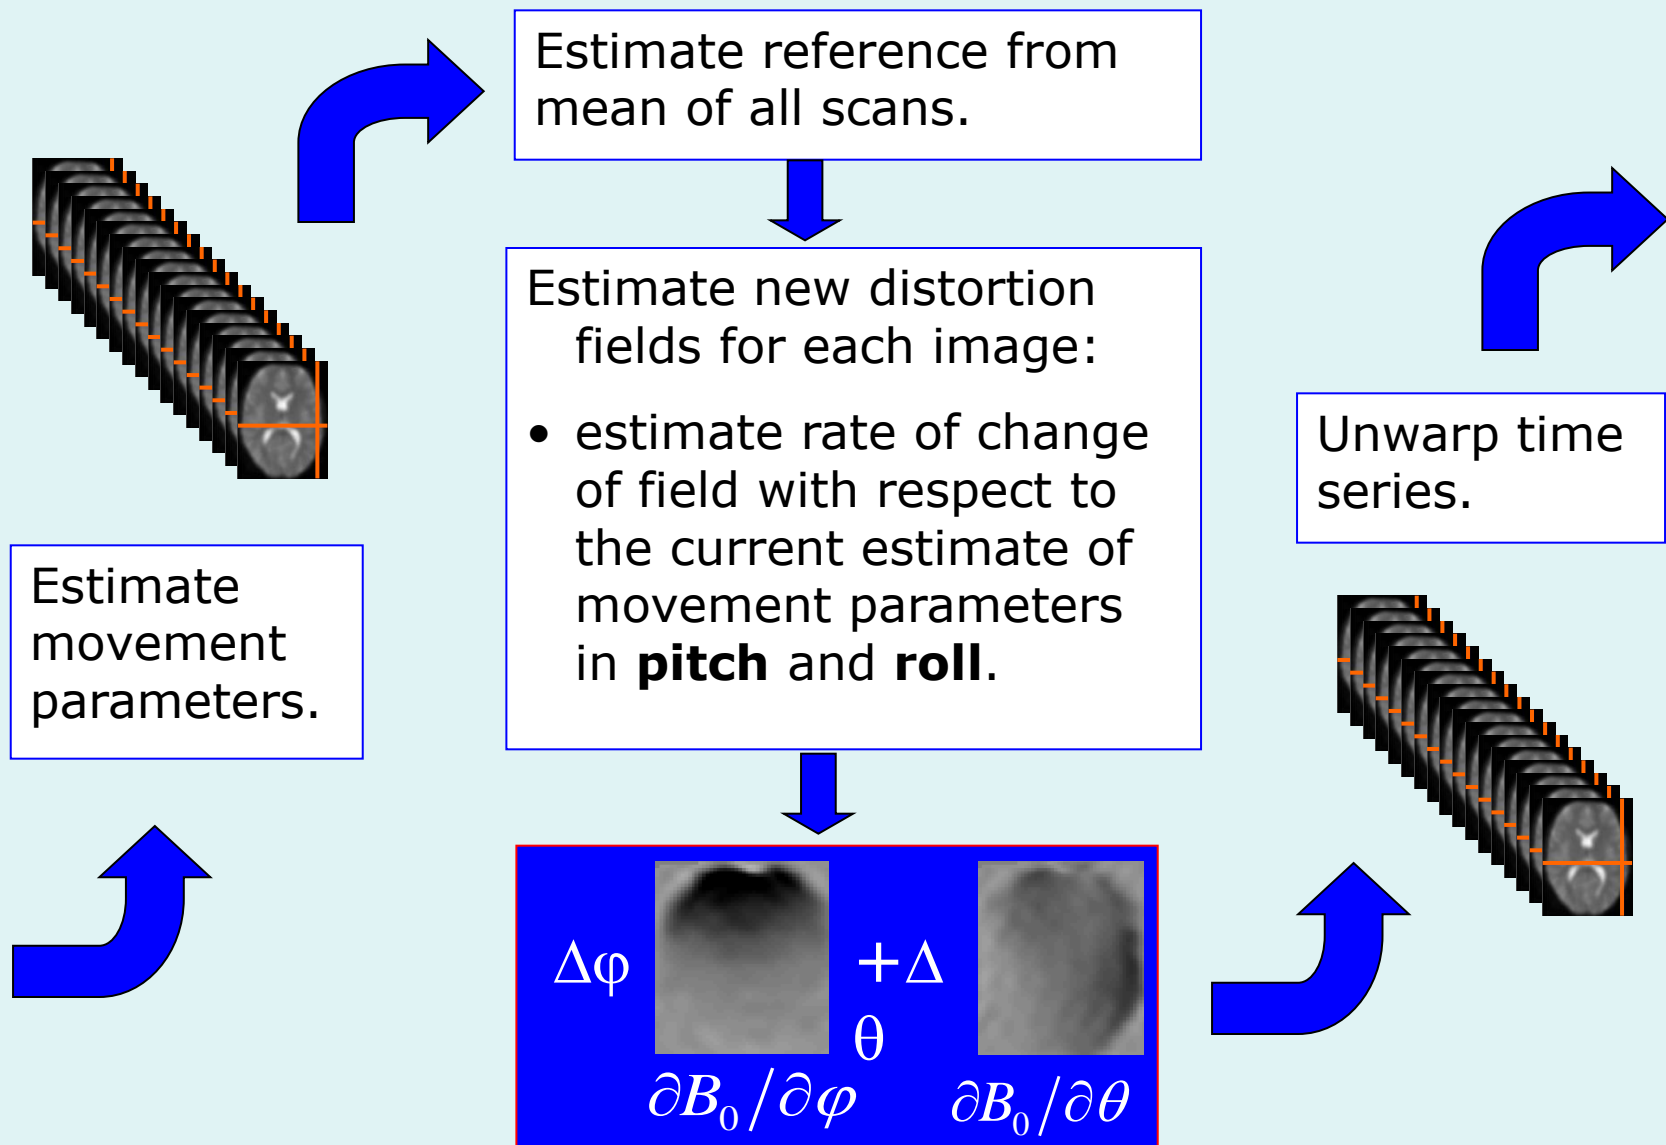 Estimate reference from
mean of all scans.
Estimate new distortion
fields for each image:
• estimate rate of change
of field with respect to
the current estimate of
movement parameters
in pitch and roll.
Unwarp time
series.
Estimate
movement
parameters.
Δφ
+Δ
θ
∂B₀/∂φ
∂B₀/∂θ